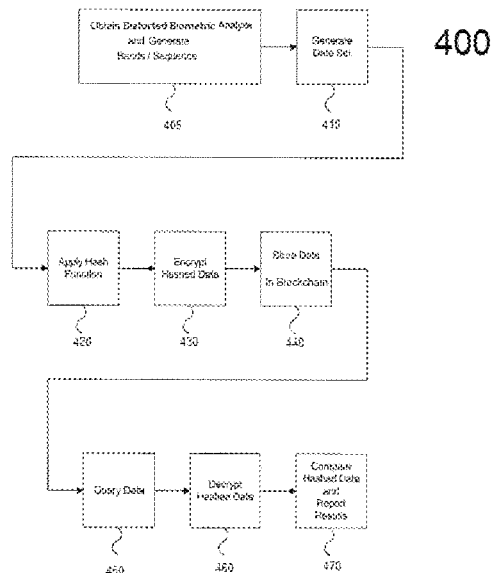 400
Obtain Distorted Biometric Analyte
and Generate
Bands / Sequence
405
Generate
Data Set
410
Apply Hash
Function
420
Encrypt
Hashed Data
430
Store Data
In Blockchain
440
Query Data
450
Decrypt
Hashed Data
460
Compare
Hashed Data
and
Report
Results
470